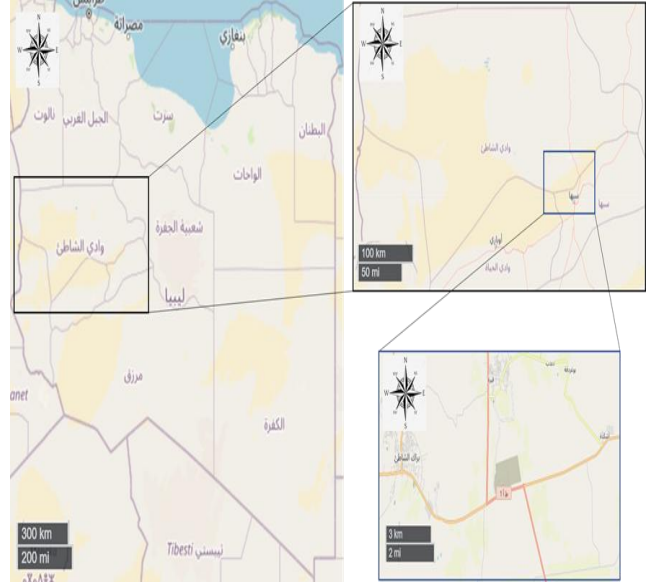 طرابلس
مصراتة
بنغازي
N
W
E
S
نالوت
الجبل الغربي
سرت
البطنان
الواحات
شعبية الجفرة
وادي الشاطئ
ليبيا
مرزق
الكفرة
anet
Tibesti تيبستي
300 km
200 mi
N
W
E
S
وادي الشاطئ
سبها
سبها
أوباري
وادي الحياة
100 km
50 mi
N
W
E
S
براك الشاطئ
3 km
2 mi